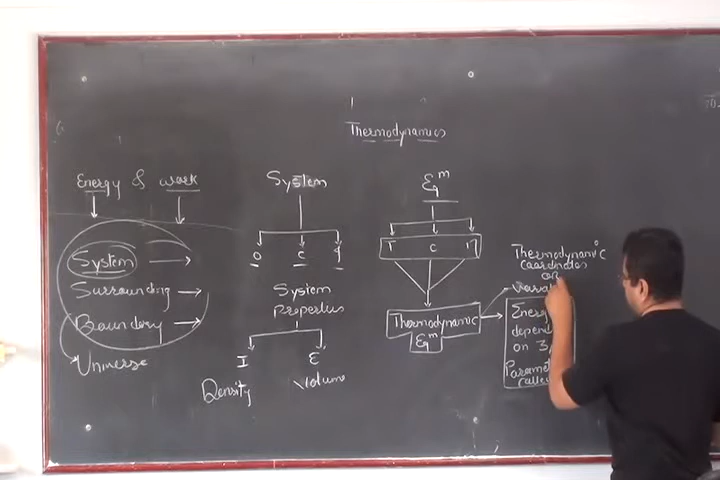 Thermodynamics
Energy & work
System
Surrounding
Boundary
Universe
System
O C I
System
Properties
I E
Density Volume
Eq^m
T C M
Thermodynamic
Eq^m
Thermodynamic
Coordinates
or
Energy
depend
on 3
Paramet
Called